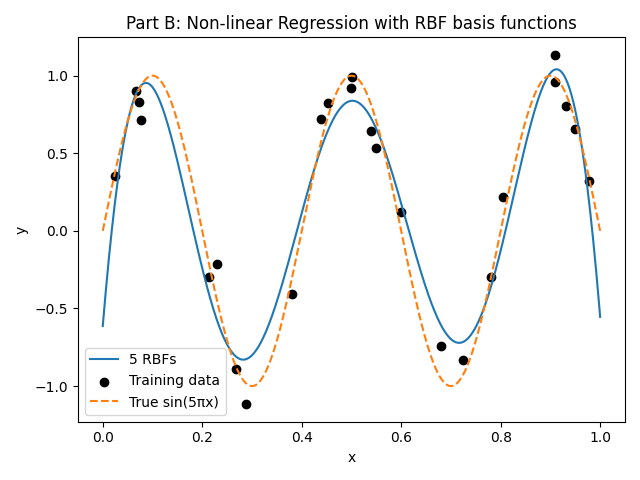 Part B: Non-linear Regression with RBF basis functions
y
1.0
0.5
0.0
−0.5
−1.0
5 RBFs
Training data
True sin(5πx)
0.0 0.2 0.4 0.6 0.8 1.0
x